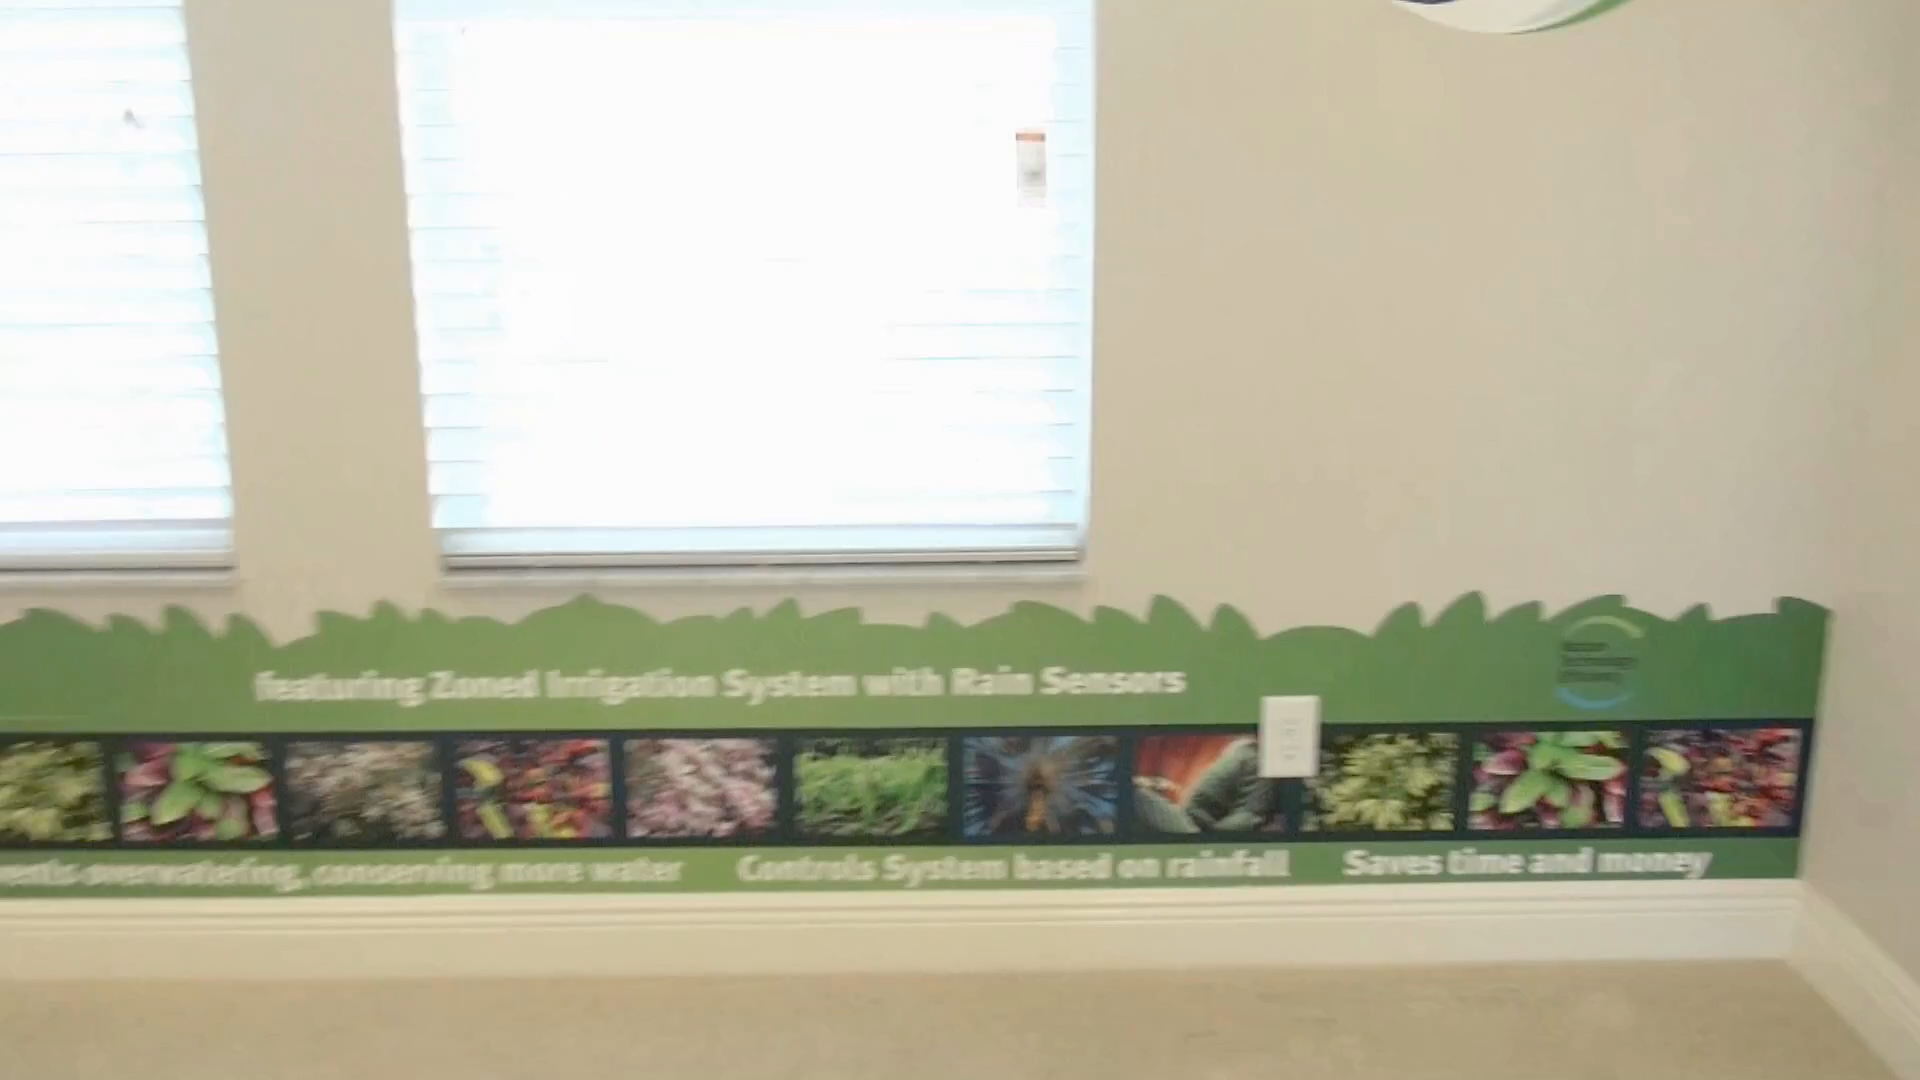 featuring Zoned Irrigation System with Rain Sensors
overwatering, conserving more water
Controls System based on rainfall
Saves time and money